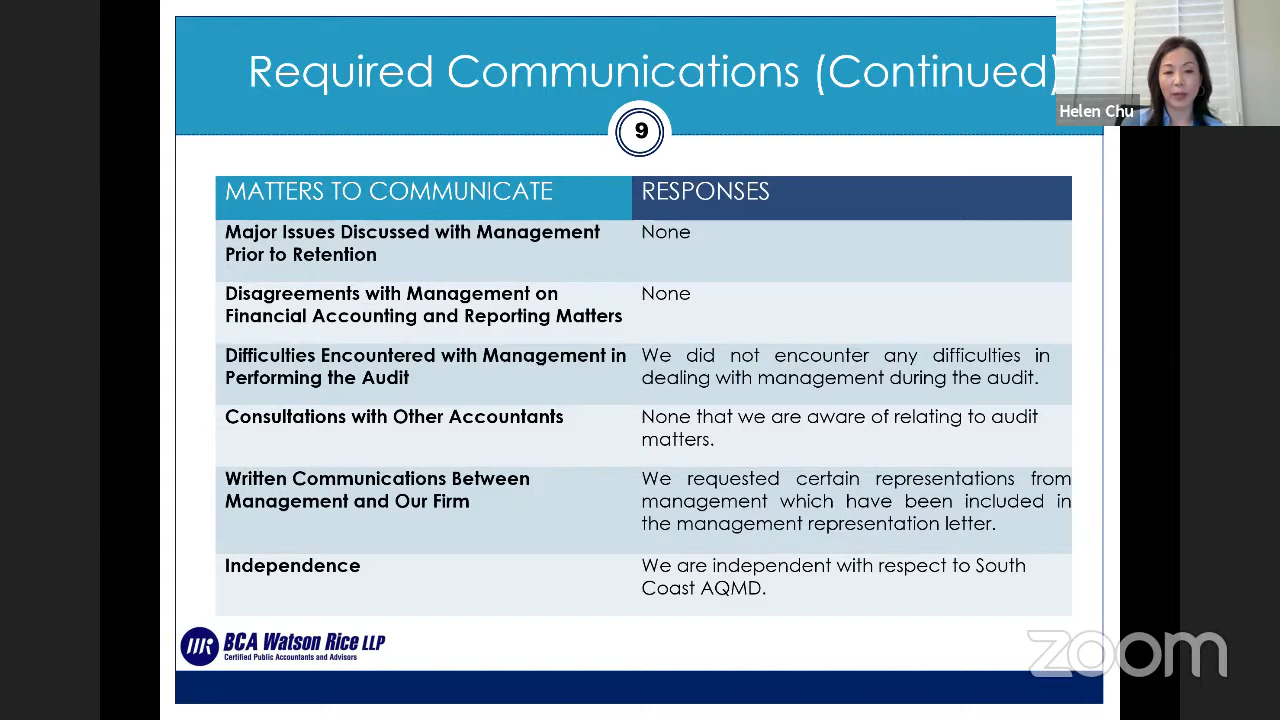 Required Communications (Continued)
Helen Chu
9
MATTERS TO COMMUNICATE
RESPONSES
Major Issues Discussed with Management
Prior to Retention
None
Disagreements with Management on
Financial Accounting and Reporting Matters
None
Difficulties Encountered with Management in
Performing the Audit
We did not encounter any difficulties in
dealing with management during the audit.
Consultations with Other Accountants
None that we are aware of relating to audit
matters.
Written Communications Between
Management and Our Firm
We requested certain representations from
management which have been included in
the management representation letter.
Independence
We are independent with respect to South
Coast AQMD.
BCA Watson Rice LLP
Certified Public Accountants and Advisors
zoom